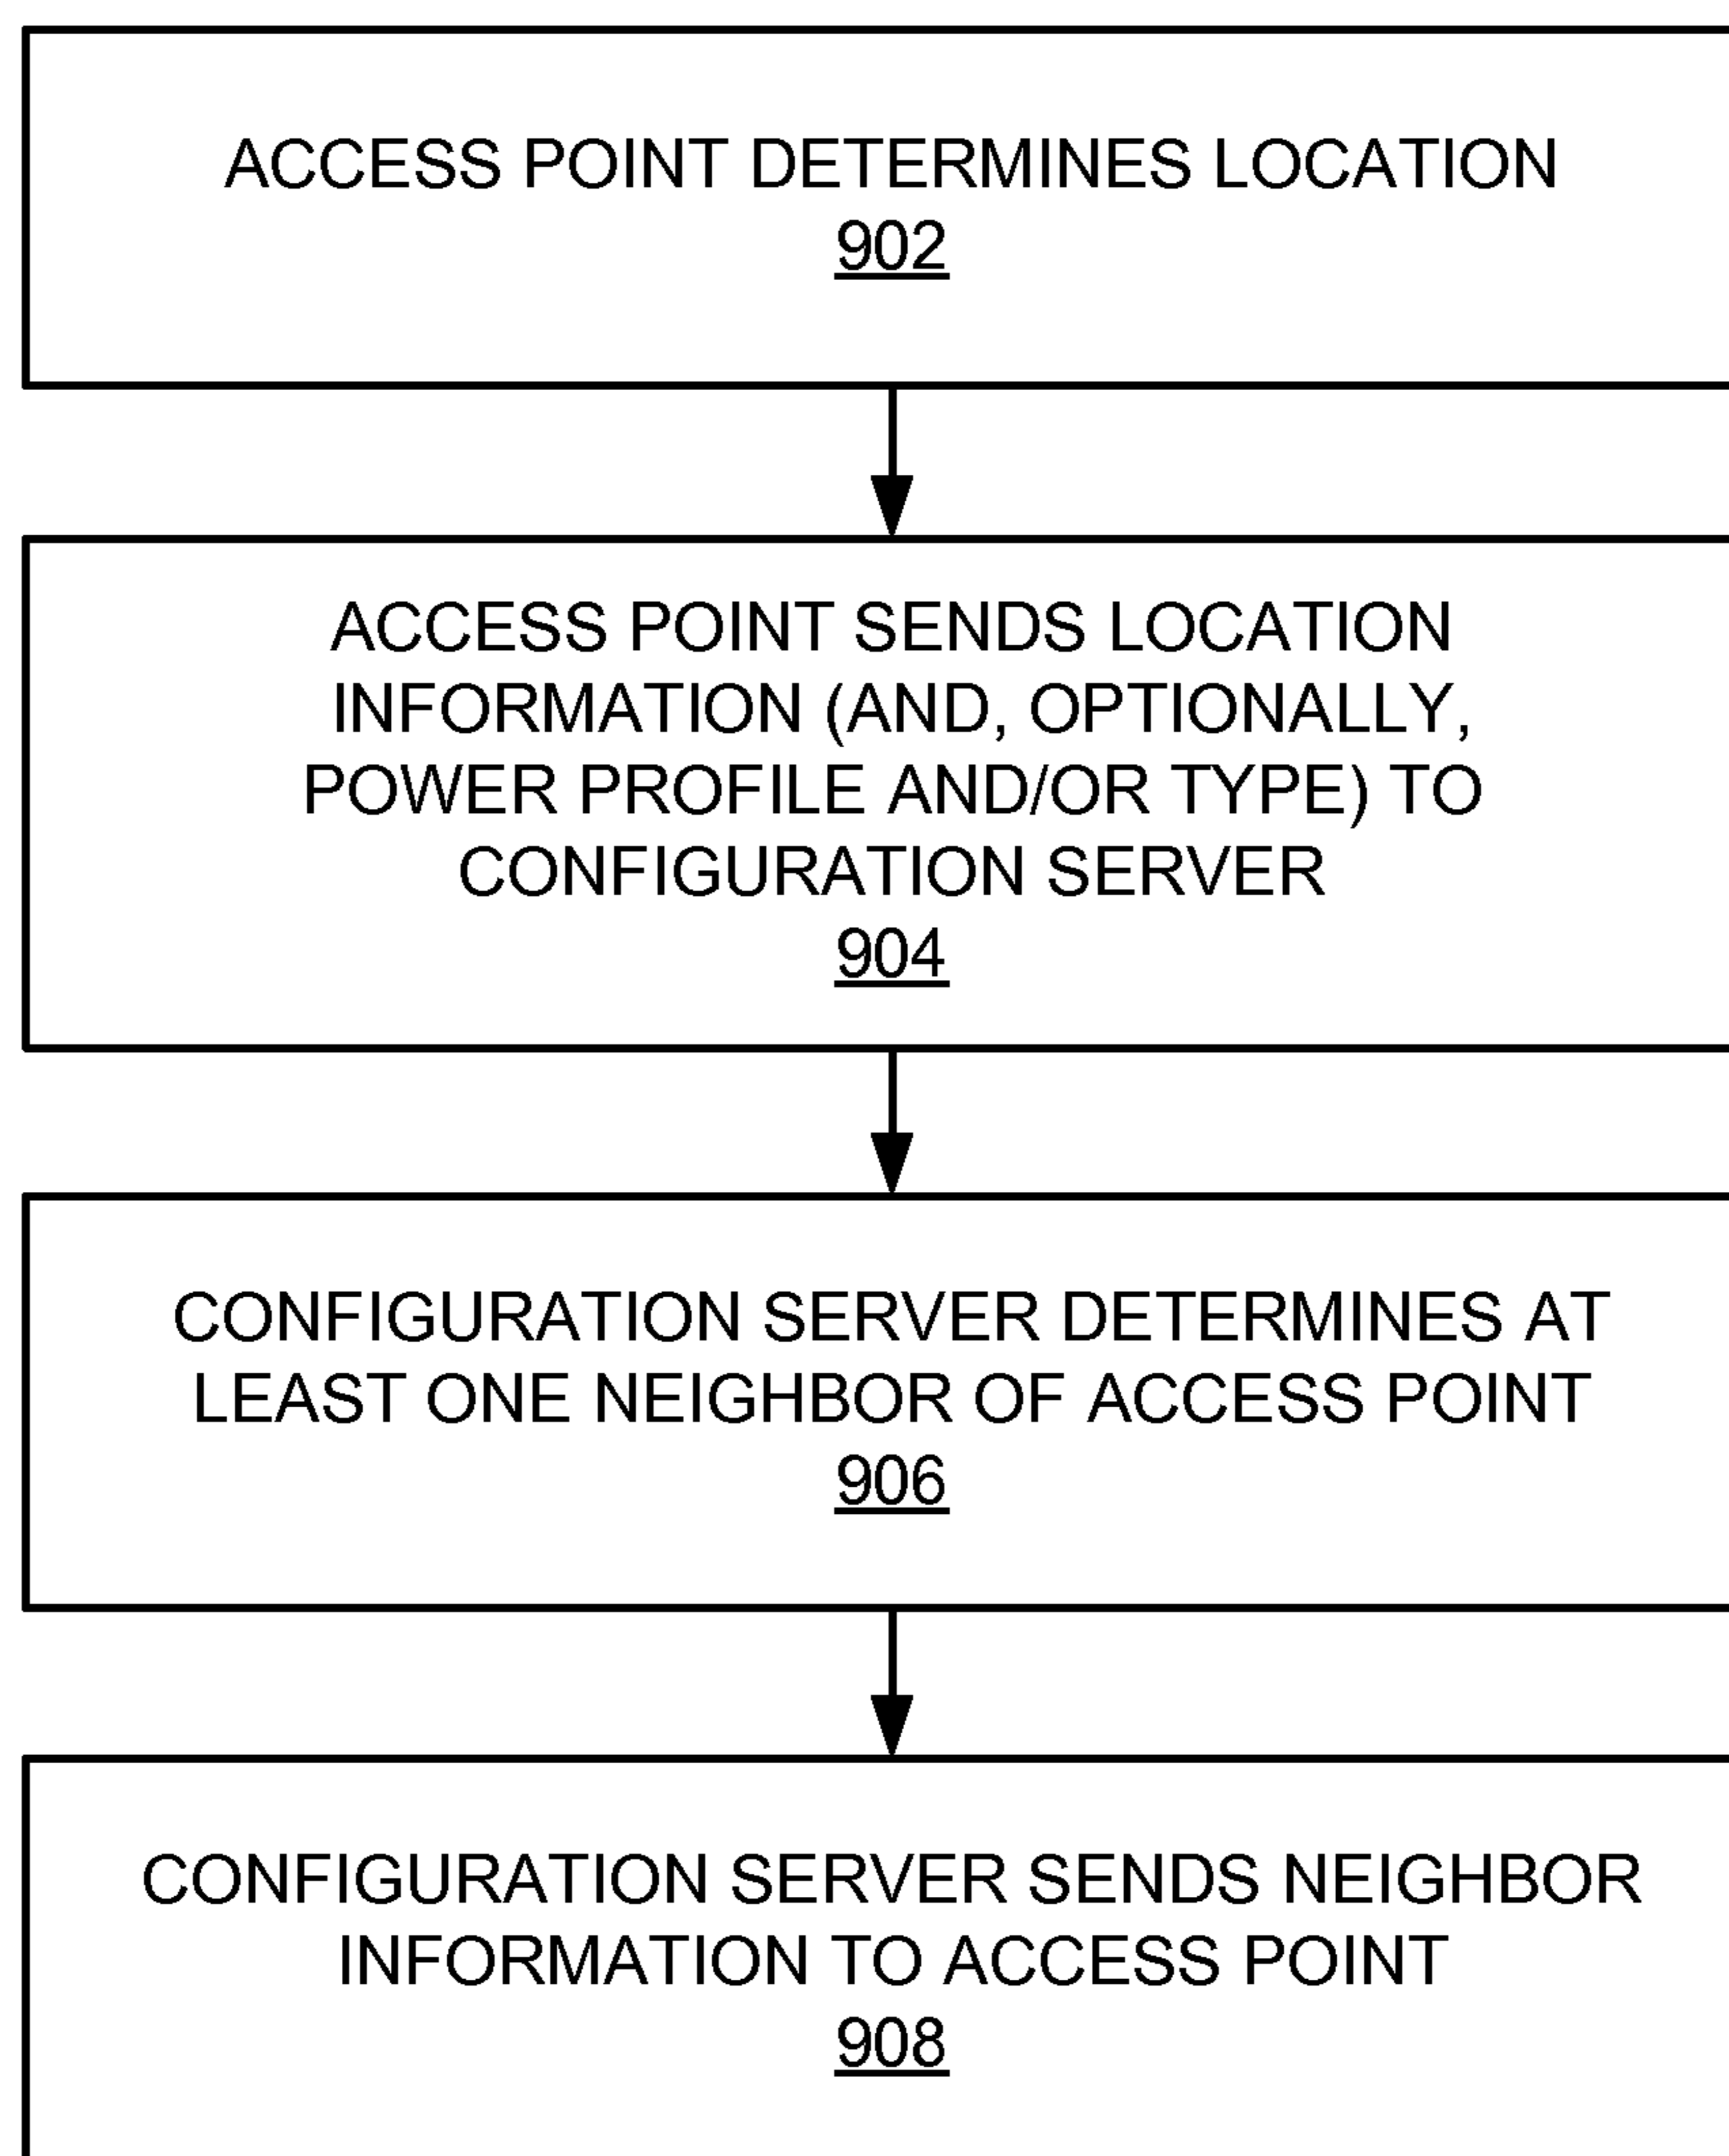 ACCESS POINT DETERMINES LOCATION
902
ACCESS POINT SENDS LOCATION
INFORMATION (AND, OPTIONALLY,
POWER PROFILE AND/OR TYPE) TO
CONFIGURATION SERVER
904
CONFIGURATION SERVER DETERMINES AT
LEAST ONE NEIGHBOR OF ACCESS POINT
906
CONFIGURATION SERVER SENDS NEIGHBOR
INFORMATION TO ACCESS POINT
908